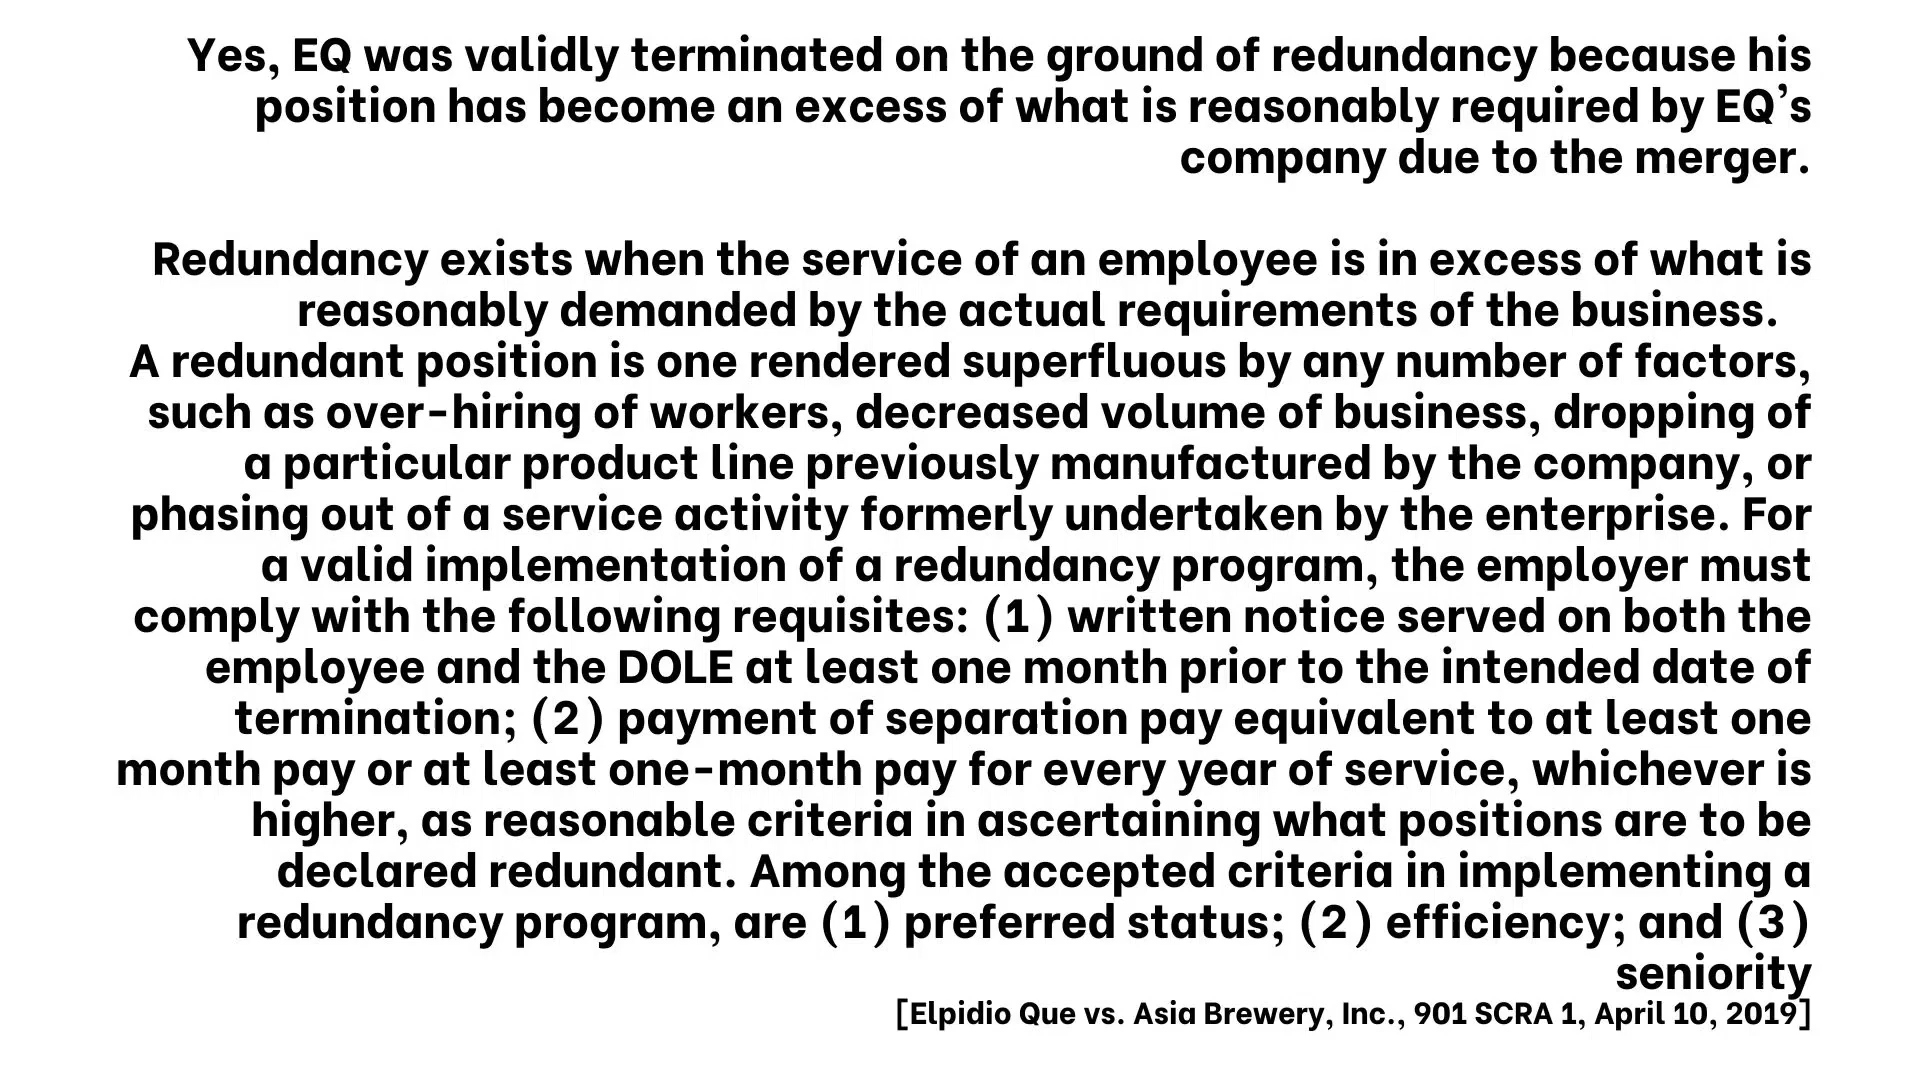 Yes, EQ was validly terminated on the ground of redundancy because his
position has become an excess of what is reasonably required by EQ’s
company due to the merger.
Redundancy exists when the service of an employee is in excess of what is
reasonably demanded by the actual requirements of the business.
A redundant position is one rendered superfluous by any number of factors,
such as over-hiring of workers, decreased volume of business, dropping of
a particular product line previously manufactured by the company, or
phasing out of a service activity formerly undertaken by the enterprise. For
a valid implementation of a redundancy program, the employer must
comply with the following requisites: (1) written notice served on both the
employee and the DOLE at least one month prior to the intended date of
termination; (2) payment of separation pay equivalent to at least one
month pay or at least one-month pay for every year of service, whichever is
higher, as reasonable criteria in ascertaining what positions are to be
declared redundant. Among the accepted criteria in implementing a
redundancy program, are (1) preferred status; (2) efficiency; and (3)
seniority
[Elpidio Que vs. Asia Brewery, Inc., 901 SCRA 1, April 10, 2019]